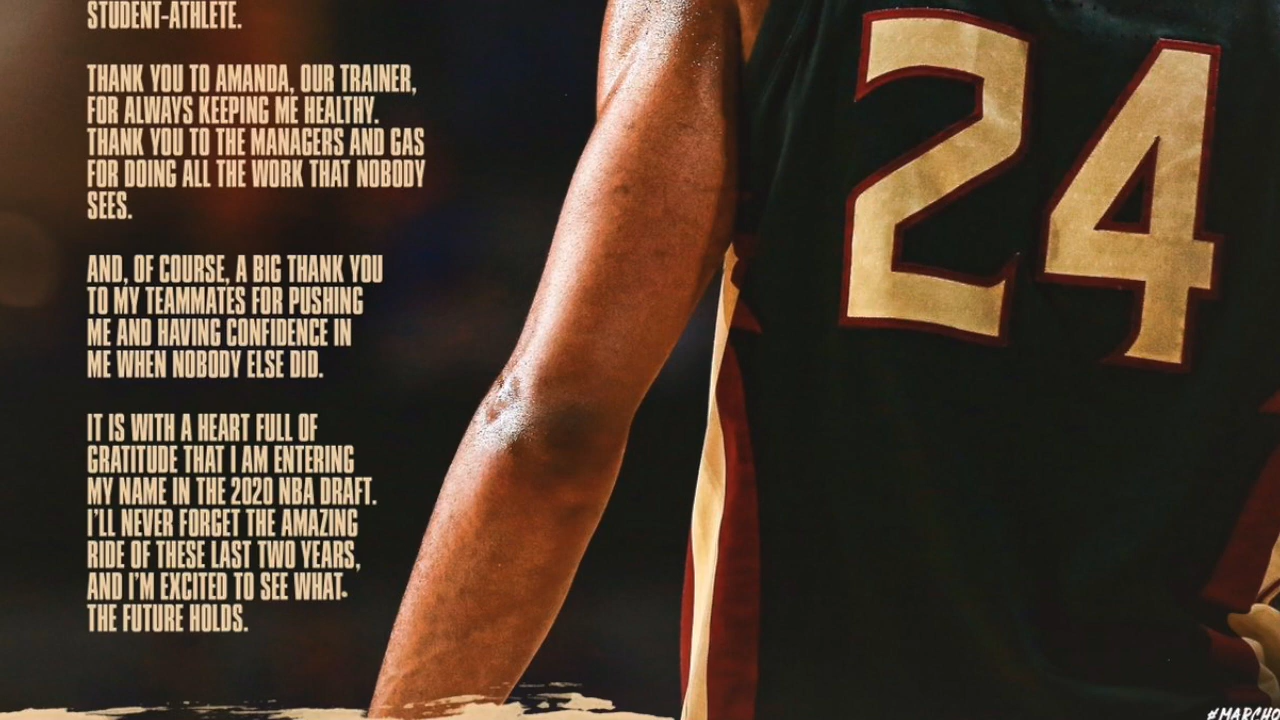 STUDENT-ATHLETE.
THANK YOU TO AMANDA, OUR TRAINER,
FOR ALWAYS KEEPING ME HEALTHY.
THANK YOU TO THE MANAGERS AND GAS
FOR DOING ALL THE WORK THAT NOBODY
SEES.
AND, OF COURSE, A BIG THANK YOU
TO MY TEAMMATES FOR PUSHING
ME AND HAVING CONFIDENCE IN
ME WHEN NOBODY ELSE DID.
IT IS WITH A HEART FULL OF
GRATITUDE THAT I AM ENTERING
MY NAME IN THE 2020 NBA DRAFT.
I'LL NEVER FORGET THE AMAZING
RIDE OF THESE LAST TWO YEARS,
AND I'M EXCITED TO SEE WHAT
THE FUTURE HOLDS.
24